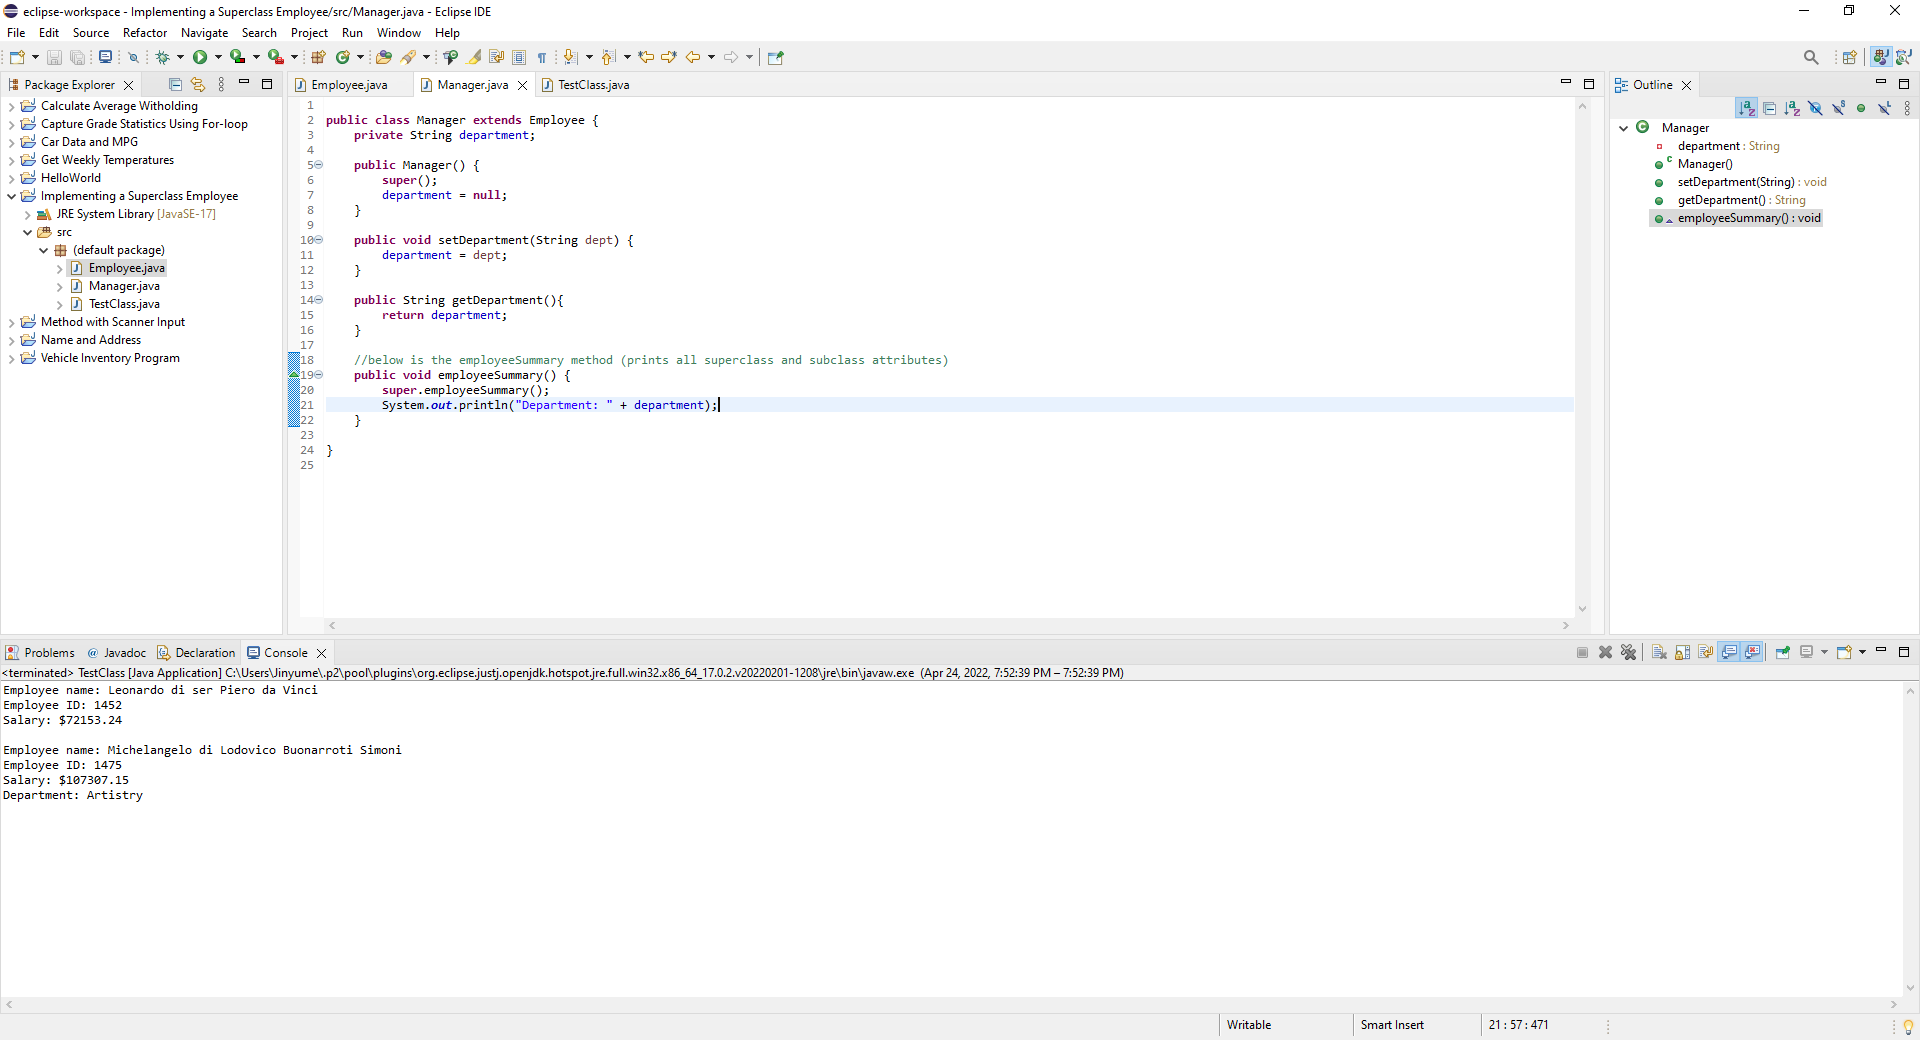 eclipse-workspace - Implementing a Superclass Employee/src/Manager.java - Eclipse IDE
File Edit Source Refactor Navigate Search Project Run Window Help
Package Explorer
Calculate Average Witholding
Capture Grade Statistics Using For-loop
Car Data and MPG
Get Weekly Temperatures
HelloWorld
Implementing a Superclass Employee
JRE System Library [JavaSE-17]
src
(default package)
Employee.java
Manager.java
TestClass.java
Method with Scanner Input
Name and Address
Vehicle Inventory Program
Employee.java Manager.java TestClass.java
1
2 public class Manager extends Employee {
3     private String department;
4
5     public Manager() {
6         super();
7         department = null;
8     }
9
10     public void setDepartment(String dept) {
11         department = dept;
12     }
13
14     public String getDepartment(){
15         return department;
16     }
17
18     //below is the employeeSummary method (prints all superclass and subclass attributes)
19     public void employeeSummary() {
20         super.employeeSummary();
21         System.out.println("Department: " + department);
22     }
23
24 }
25
Outline
Manager
department : String
Manager()
setDepartment(String) : void
getDepartment() : String
employeeSummary() : void
Problems @ Javadoc Declaration Console
<terminated> TestClass [Java Application] C:\Users\Jinyume\.p2\pool\plugins\org.eclipse.justj.openjdk.hotspot.jre.full.win32.x86_64_17.0.2.v20220201-1208\jre\bin\javaw.exe (Apr 24, 2022, 7:52:39 PM – 7:52:39 PM)
Employee name: Leonardo di ser Piero da Vinci
Employee ID: 1452
Salary: $72153.24

Employee name: Michelangelo di Lodovico Buonarroti Simoni
Employee ID: 1475
Salary: $107307.15
Department: Artistry
Writable Smart Insert 21 : 57 : 471